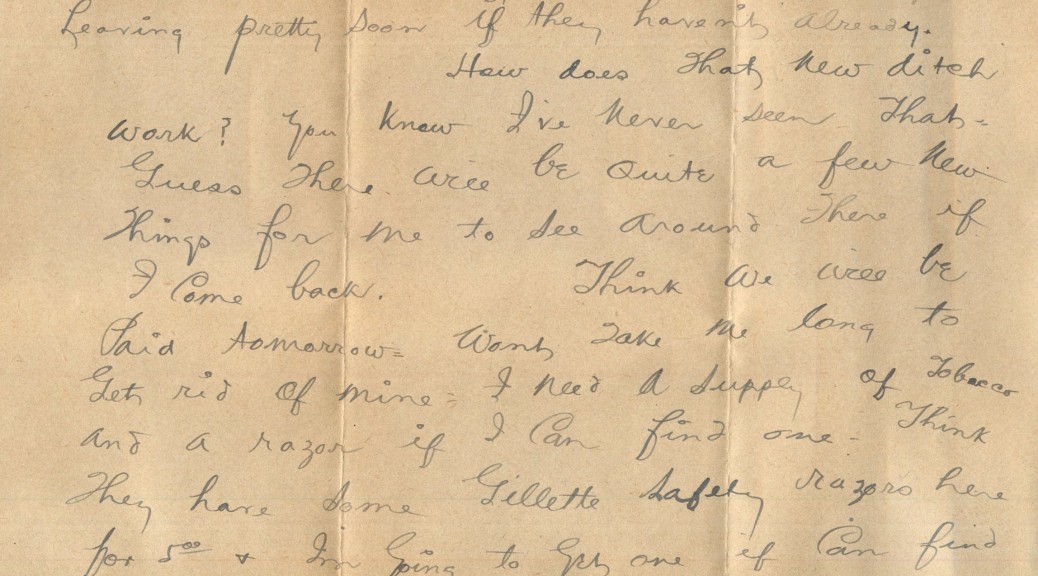 Leaving pretty soon if they haven't already.
How does that new ditch
work? You know I've never seen that-
Guess there will be quite a few new
things for me to see around there if
I come back. Think we will be
Paid tomorrow= Wont take me long to
Get rid of mine= I need a supply of Tobacco
and a razor if I can find one- Think
They have some Gillette safety razors here
for 5⁰⁰ & I'm going to get one if can find